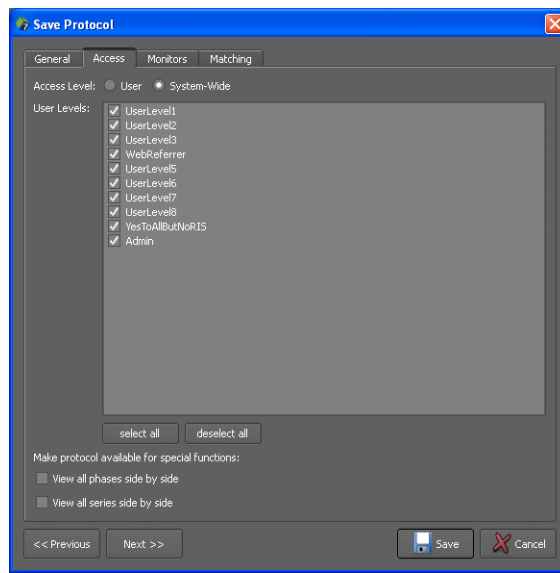 Save Protocol
General Access Monitors Matching
Access Level: User System-Wide
User Levels:
UserLevel1
UserLevel2
UserLevel3
WebReferrer
UserLevel5
UserLevel6
UserLevel7
UserLevel8
YesToAllButNoRIS
Admin
select all deselect all
Make protocol available for special functions:
View all phases side by side
View all series side by side
<< Previous Next >> Save Cancel